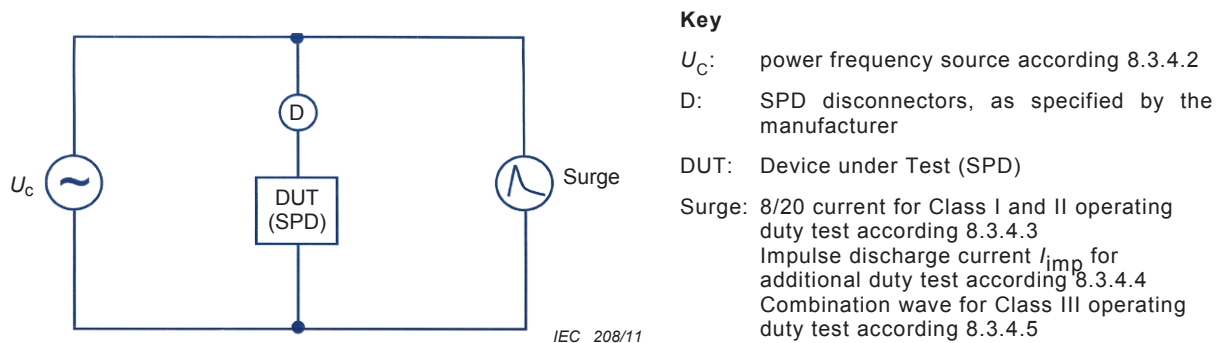 U_c
D
DUT
(SPD)
Surge
IEC 208/11
Key
U_C: power frequency source according 8.3.4.2
D: SPD disconnectors, as specified by the
manufacturer
DUT: Device under Test (SPD)
Surge: 8/20 current for Class I and II operating
duty test according 8.3.4.3
Impulse discharge current I_imp for
additional duty test according 8.3.4.4
Combination wave for Class III operating
duty test according 8.3.4.5